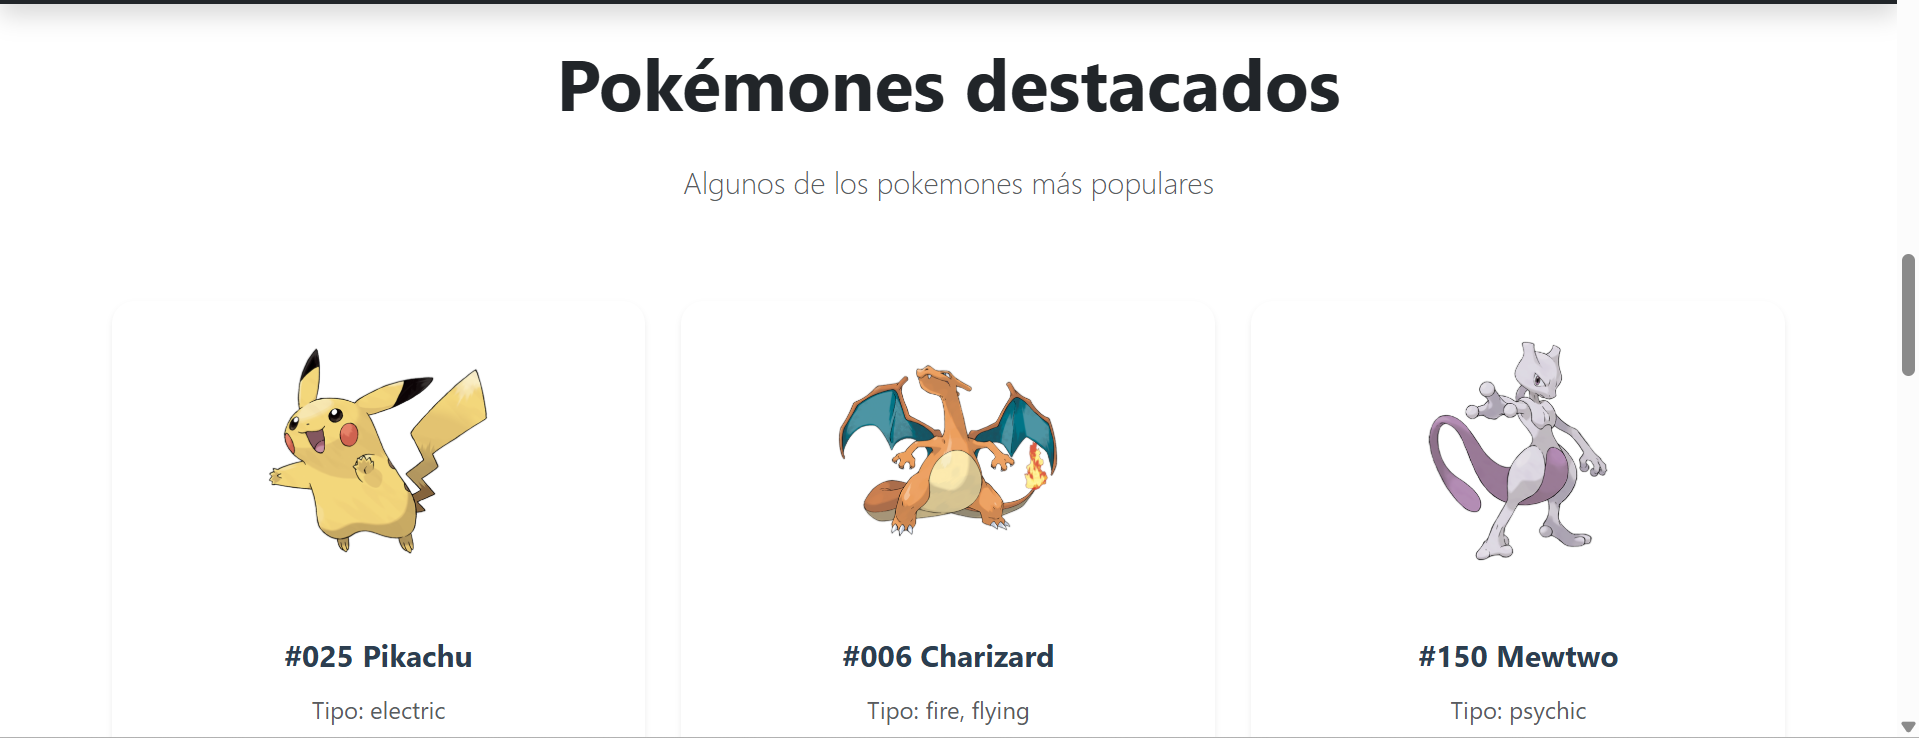 Pokémones destacados
Algunos de los pokemones más populares
#025 Pikachu
Tipo: electric
#006 Charizard
Tipo: fire, flying
#150 Mewtwo
Tipo: psychic